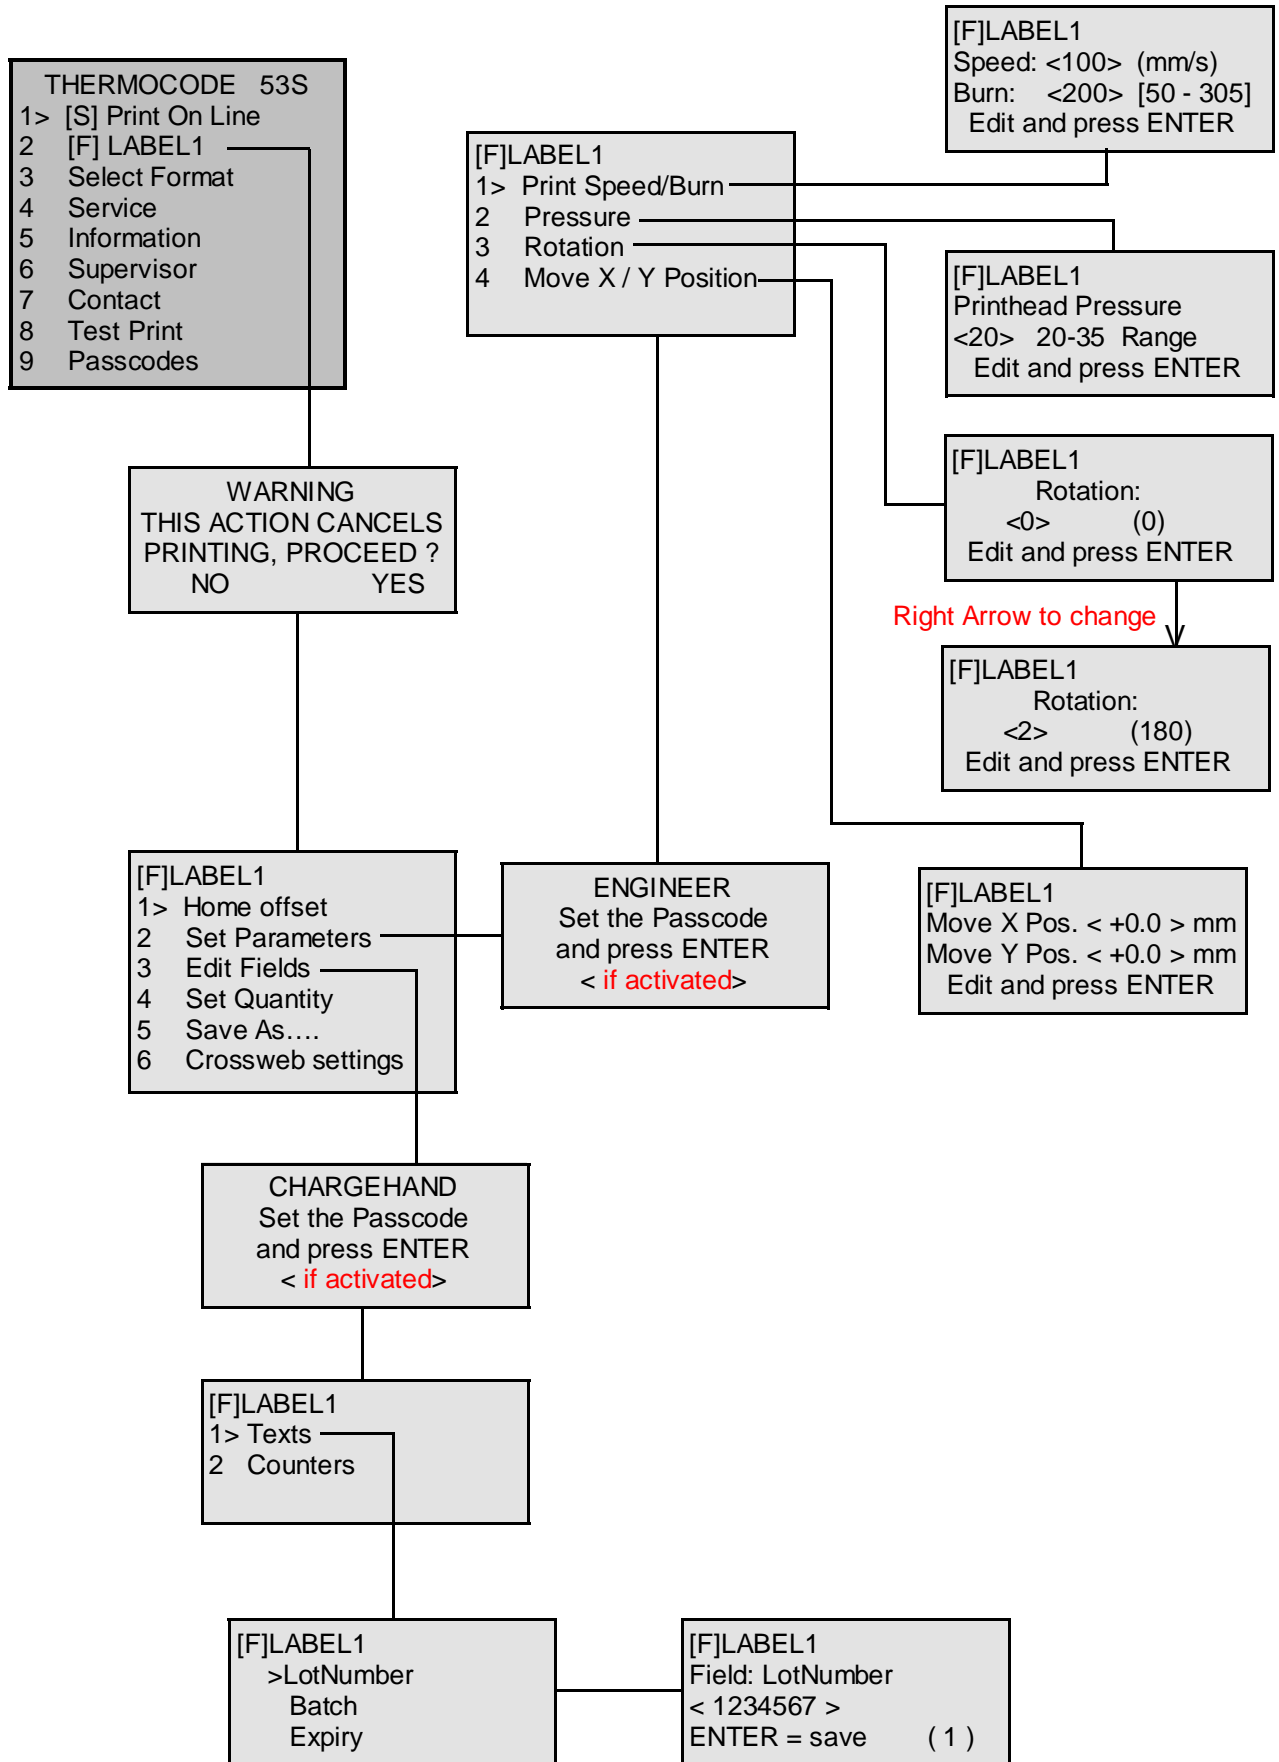 THERMOCODE 53S
1> [S] Print On Line
2 [F] LABEL1
3 Select Format
4 Service
5 Information
6 Supervisor
7 Contact
8 Test Print
9 Passcodes
WARNING
THIS ACTION CANCELS
PRINTING, PROCEED ?
NO YES
[F]LABEL1
1> Home offset
2 Set Parameters
3 Edit Fields
4 Set Quantity
5 Save As....
6 Crossweb settings
ENGINEER
Set the Passcode
and press ENTER
< if activated>
[F]LABEL1
1> Print Speed/Burn
2 Pressure
3 Rotation
4 Move X / Y Position
[F]LABEL1
Speed: <100> (mm/s)
Burn: <200> [50 - 305]
Edit and press ENTER
[F]LABEL1
Printhead Pressure
<20> 20-35 Range
Edit and press ENTER
[F]LABEL1
Rotation:
<0> (0)
Edit and press ENTER
Right Arrow to change
[F]LABEL1
Rotation:
<2> (180)
Edit and press ENTER
[F]LABEL1
Move X Pos. < +0.0 > mm
Move Y Pos. < +0.0 > mm
Edit and press ENTER
CHARGEHAND
Set the Passcode
and press ENTER
< if activated>
[F]LABEL1
1> Texts
2 Counters
[F]LABEL1
>LotNumber
Batch
Expiry
[F]LABEL1
Field: LotNumber
< 1234567 >
ENTER = save ( 1 )